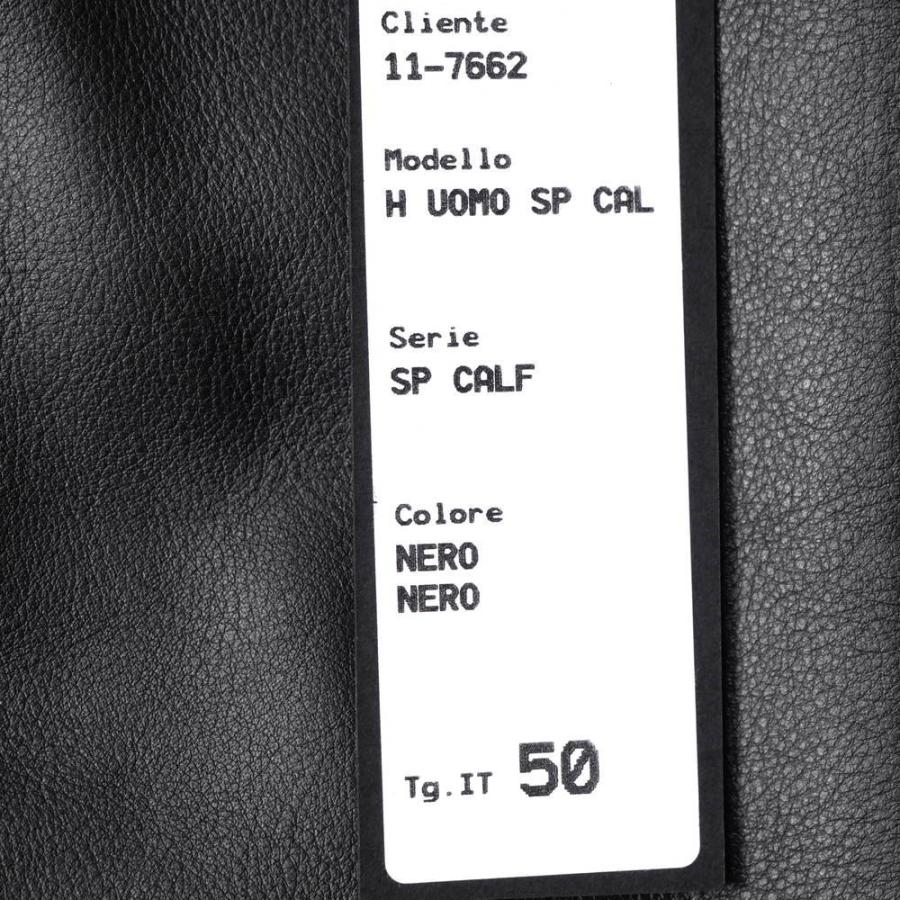 Cliente
11-7662
Modello
H UOMO SP CAL
Serie
SP CALF
Colore
NERO
NERO
Tg.IT 50